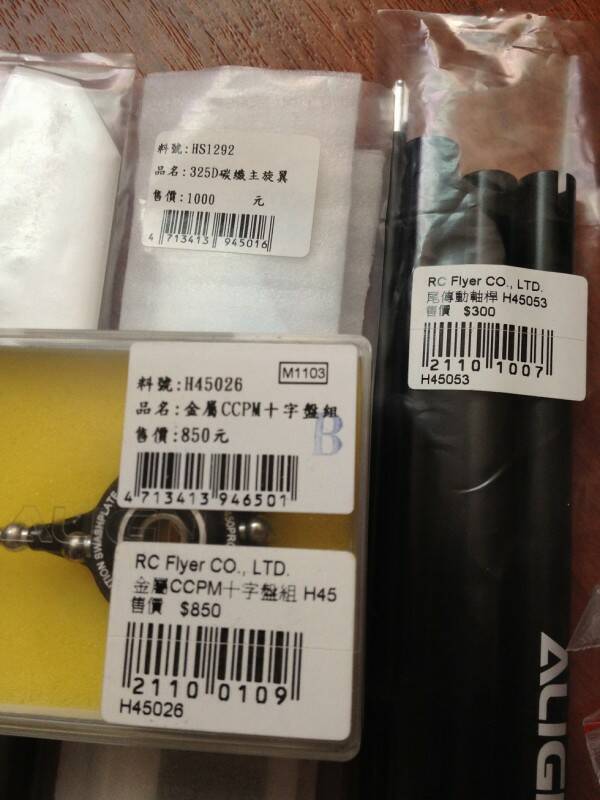 料號:HS1292
品名:325D碳纖主旋翼
售價:1000 元
4 713413 945016
RC Flyer CO., LTD.
尾傳動軸桿 H45053
售價 $300
2110 1007
H45053
料號:H45026
M1103
品名:金屬CCPM十字盤組
售價:850元
B
4 713413 946501
TION SWASHPLATE
RC Flyer CO., LTD.
金屬CCPM十字盤組 H45
售價 $850
2110 0109
H45026
ALIG